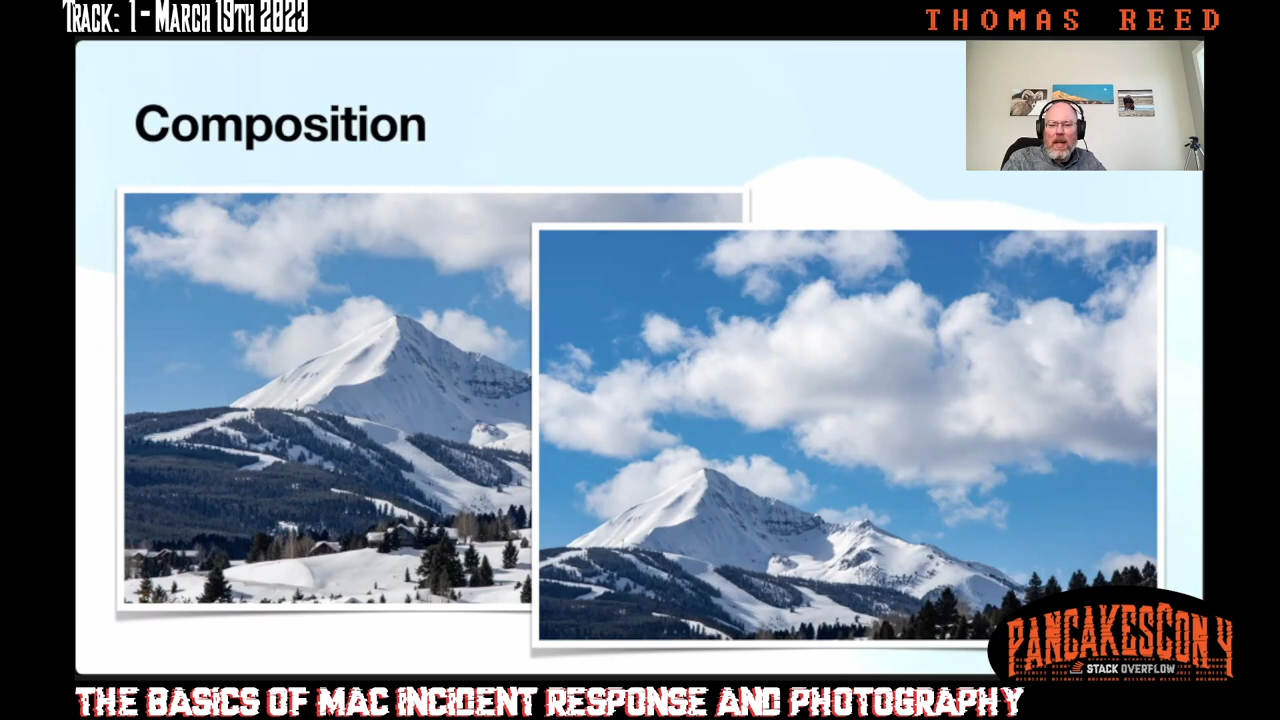 TRACK: 1 - MARCH 19TH 2023
THOMAS REED
Composition
PANCAKESCON 4
STACK OVERFLOW
THE BASICS OF MAC INCIDENT RESPONSE AND PHOTOGRAPHY